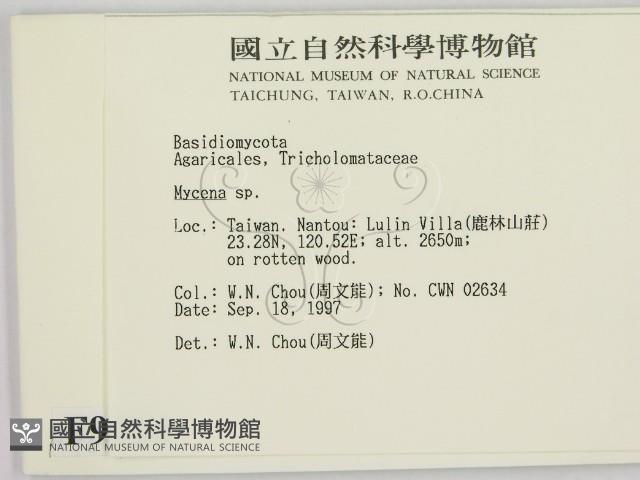 國立自然科學博物館
NATIONAL MUSEUM OF NATURAL SCIENCE
TAICHUNG, TAIWAN, R.O.CHINA
Basidiomycota
Agaricales, Tricholomataceae
Mycena sp.
Loc.: Taiwan. Nantou: Lulin Villa(鹿林山莊)
23.28N, 120.52E; alt. 2650m;
on rotten wood.
Col.: W.N. Chou(周文能); No. CWN 02634
Date: Sep. 18, 1997
Det.: W.N. Chou(周文能)
F9
國立自然科學博物館
NATIONAL MUSEUM OF NATURAL SCIENCE